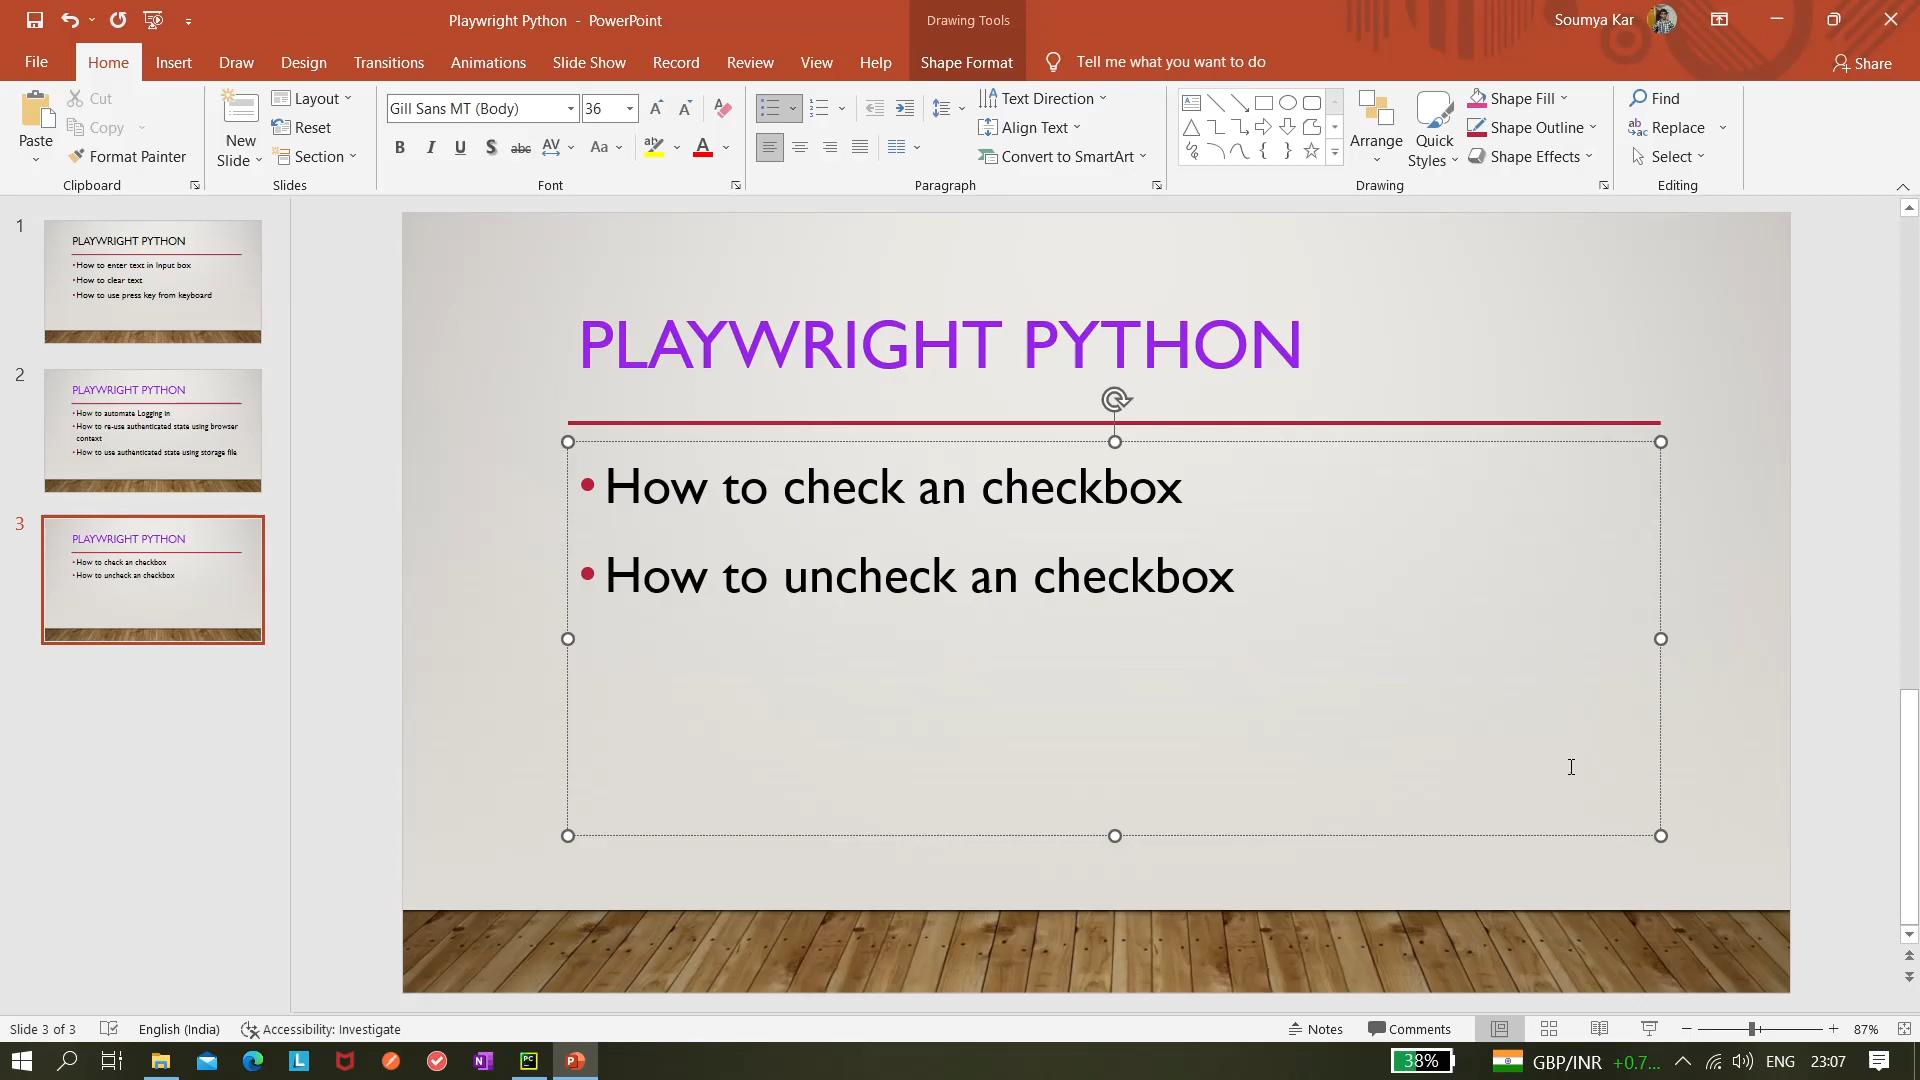 Playwright Python - PowerPoint
Drawing Tools
Soumya Kar
File
Home
Insert
Draw
Design
Transitions
Animations
Slide Show
Record
Review
View
Help
Shape Format
Tell me what you want to do
Share
Paste
Cut
Copy
Format Painter
Clipboard
New
Slide
Layout
Reset
Section
Slides
Gill Sans MT (Body)
36
Font
Text Direction
Align Text
Convert to SmartArt
Paragraph
Arrange
Quick
Styles
Shape Fill
Shape Outline
Shape Effects
Drawing
Find
Replace
Select
Editing
1
PLAYWRIGHT PYTHON
•How to enter text in Input box
•How to clear text
•How to use press key from keyboard
2
PLAYWRIGHT PYTHON
•How to automate Logging in
•How to re-use authenticated state using browser
context
•How to use authenticated state using storage file
3
PLAYWRIGHT PYTHON
•How to check an checkbox
•How to uncheck an checkbox
PLAYWRIGHT PYTHON
•How to check an checkbox
•How to uncheck an checkbox
Slide 3 of 3
English (India)
Accessibility: Investigate
Notes
Comments
87%
38%
GBP/INR +0.7...
ENG
23:07